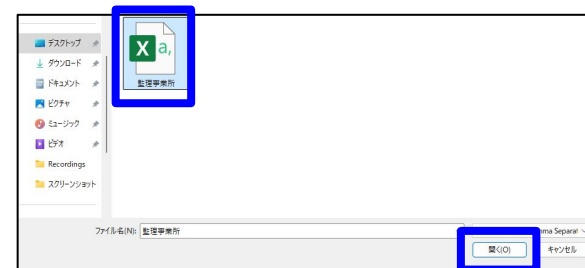 デスクトップ
ダウンロード
ドキュメント
ピクチャ
ミュージック
ビデオ
Recordings
スクリーンショット
a,
監理事業所
ファイル名(N): 監理事業所
mma Separat
開く(O) キャンセル